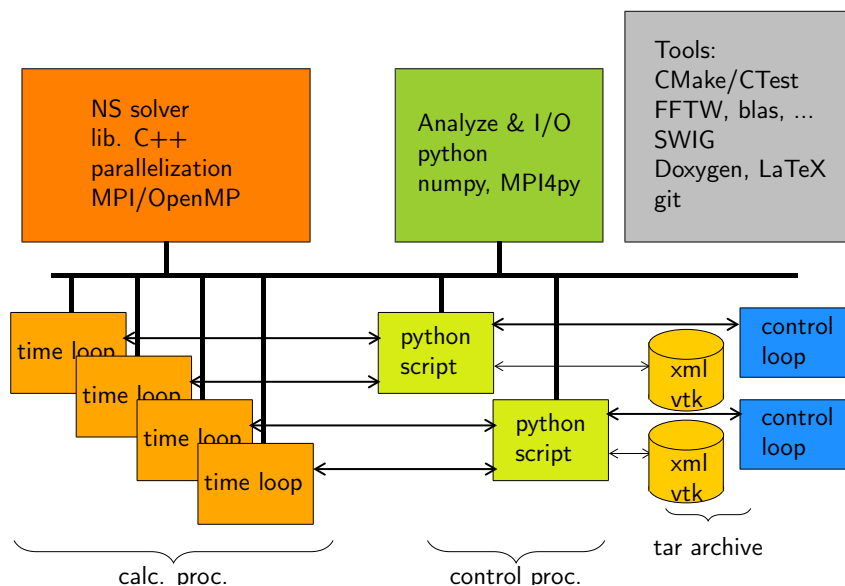 NS solver
lib. C++
parallelization
MPI/OpenMP
Analyze & I/O
python
numpy, MPI4py
Tools:
CMake/CTest
FFTW, blas, ...
SWIG
Doxygen, LaTeX
git
time loop
time loop
time loop
time loop
python
script
python
script
xml
vtk
xml
vtk
control
loop
control
loop
calc. proc.
control proc.
tar archive